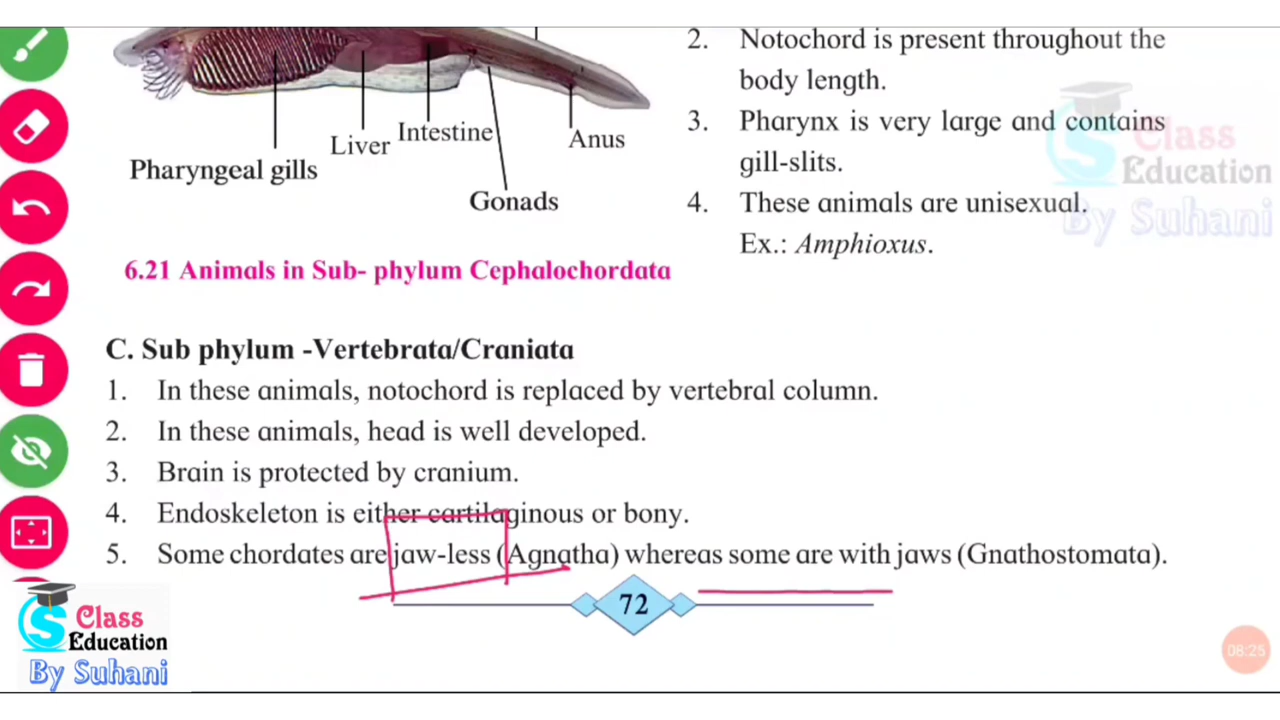 2. Notochord is present throughout the
body length.
3. Pharynx is very large and contains
gill-slits.
4. These animals are unisexual.
Ex.: Amphioxus.
Liver
Intestine
Anus
Pharyngeal gills
Gonads
6.21 Animals in Sub- phylum Cephalochordata
Class
Education
By Suhani
C. Sub phylum -Vertebrata/Craniata
1. In these animals, notochord is replaced by vertebral column.
2. In these animals, head is well developed.
3. Brain is protected by cranium.
4. Endoskeleton is either cartilaginous or bony.
5. Some chordates are jaw-less (Agnatha) whereas some are with jaws (Gnathostomata).
72
S Class
Education
By Suhani
08:25